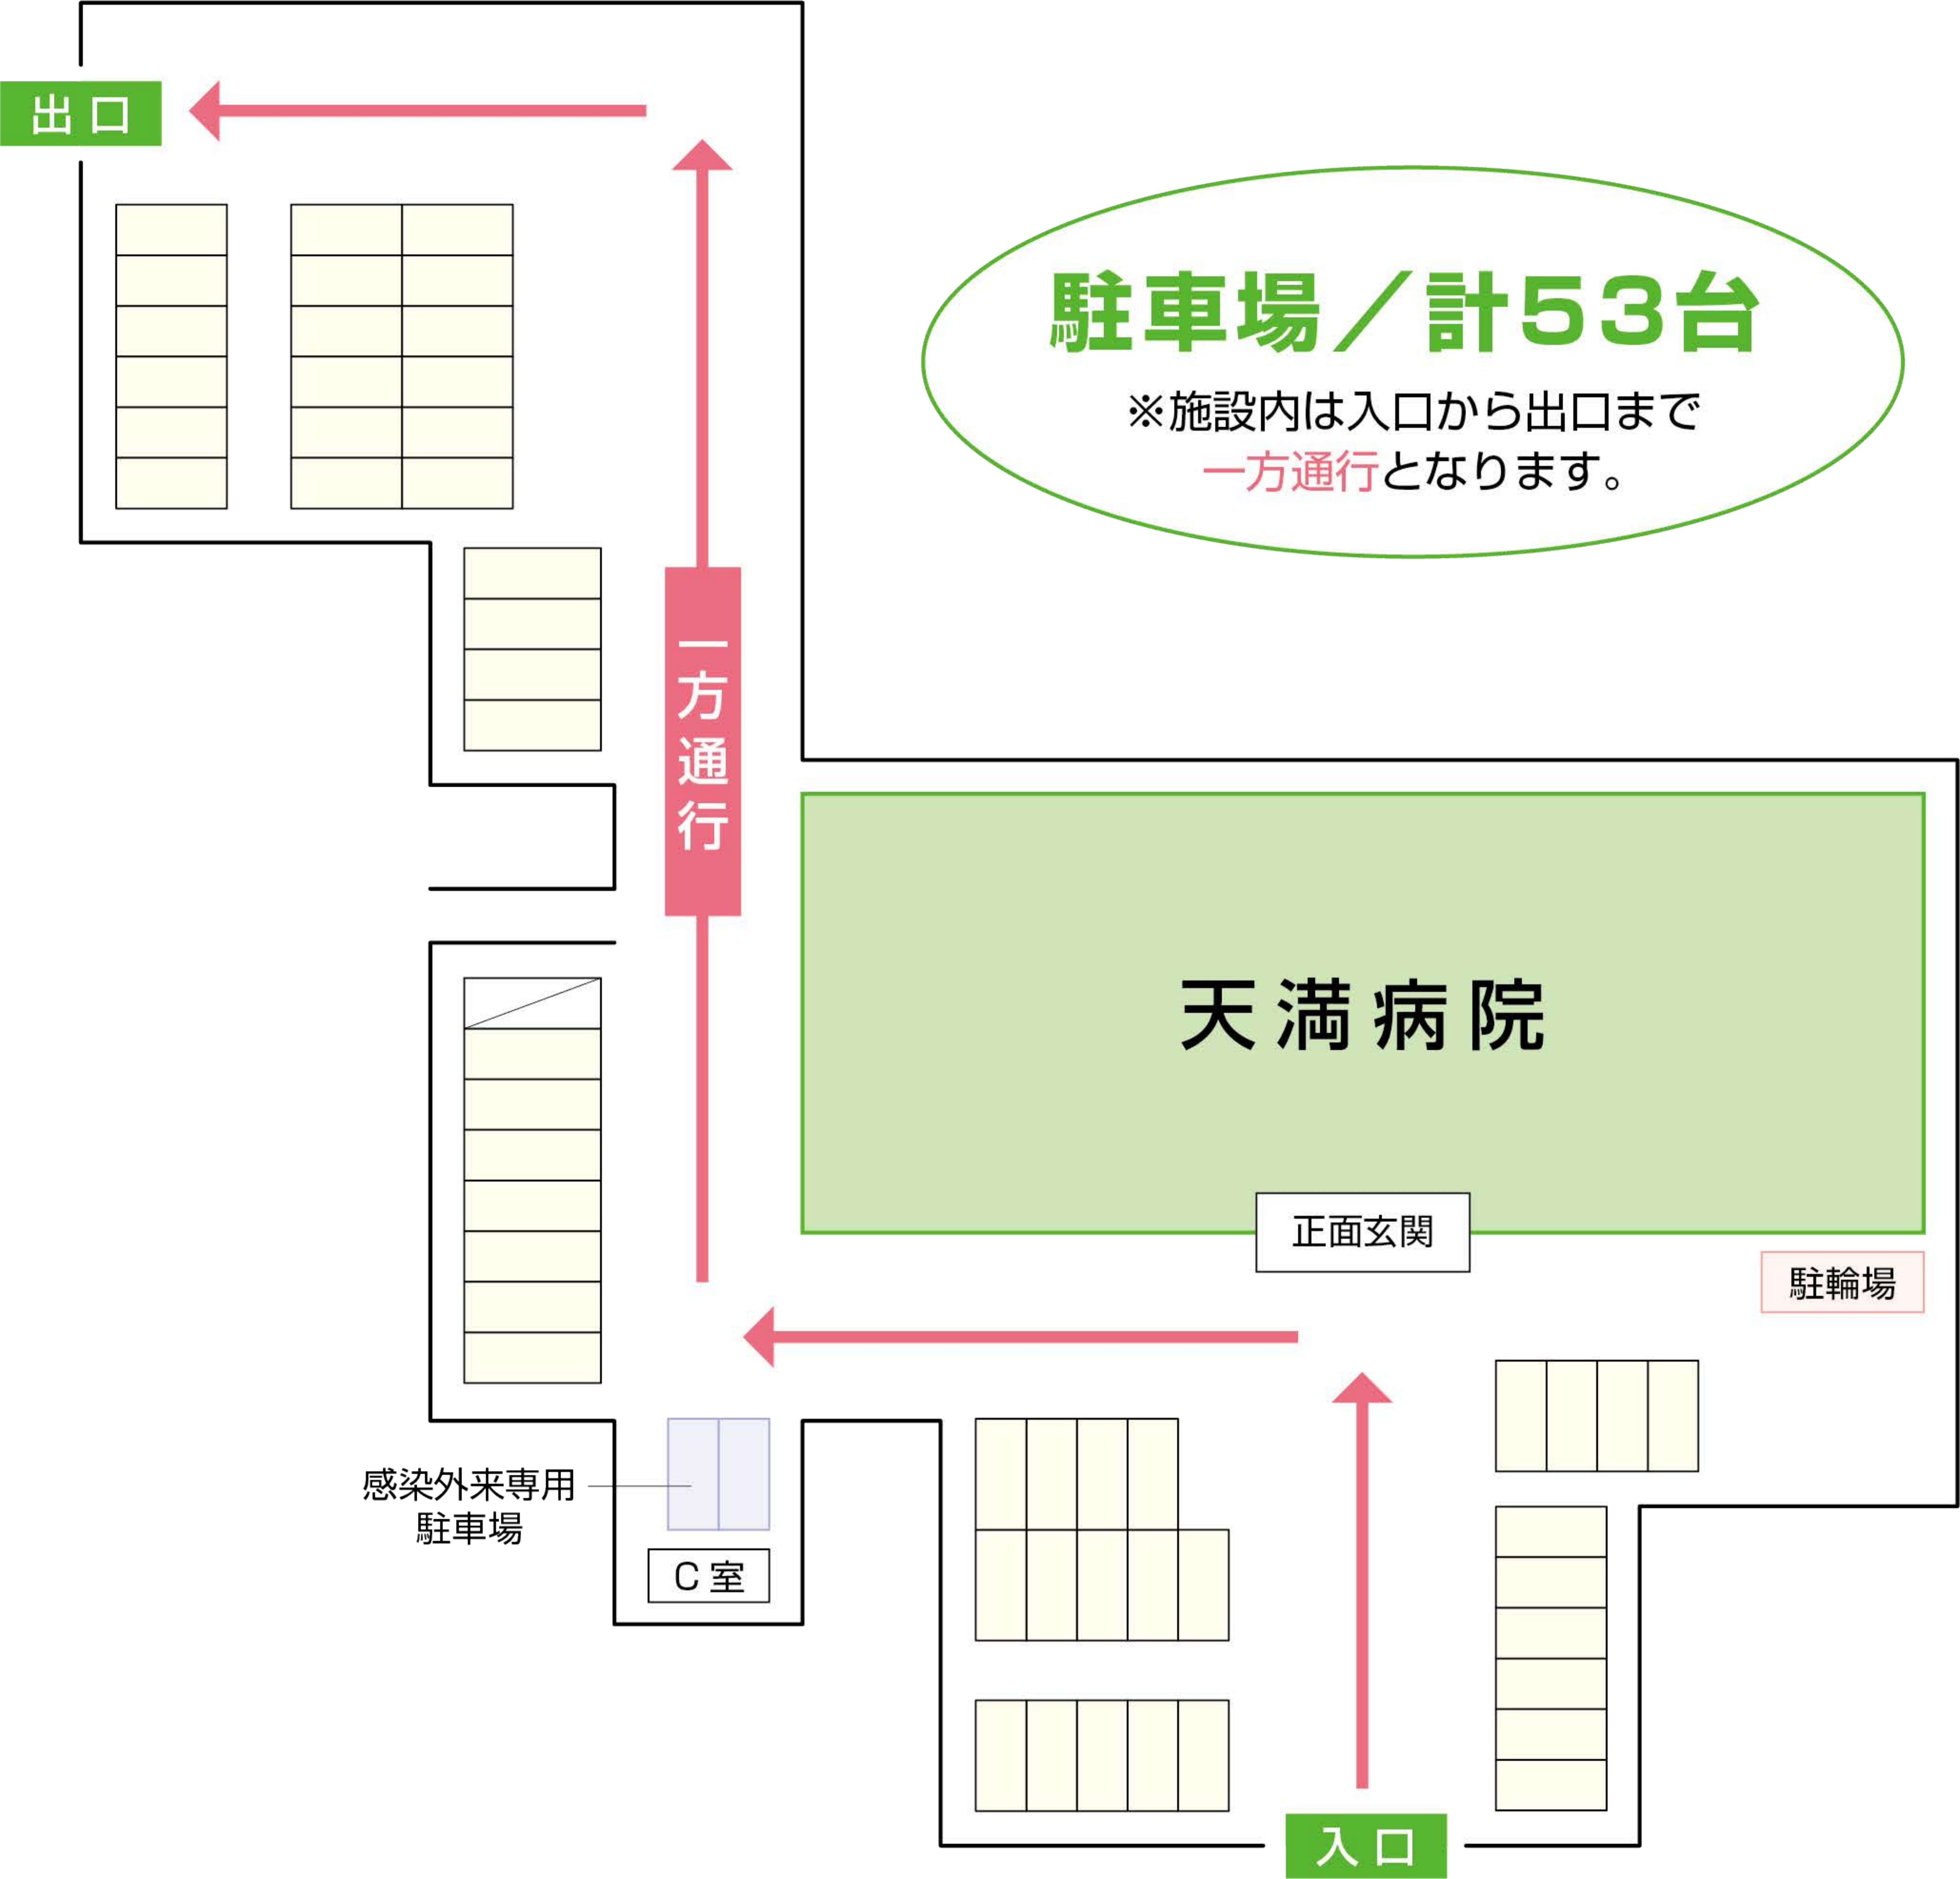 出口
駐車場／計53台
※施設内は入口から出口まで
一方通行となります。
一方通行
天満病院
正面玄関
駐輪場
感染外来専用
駐車場
C室
入口